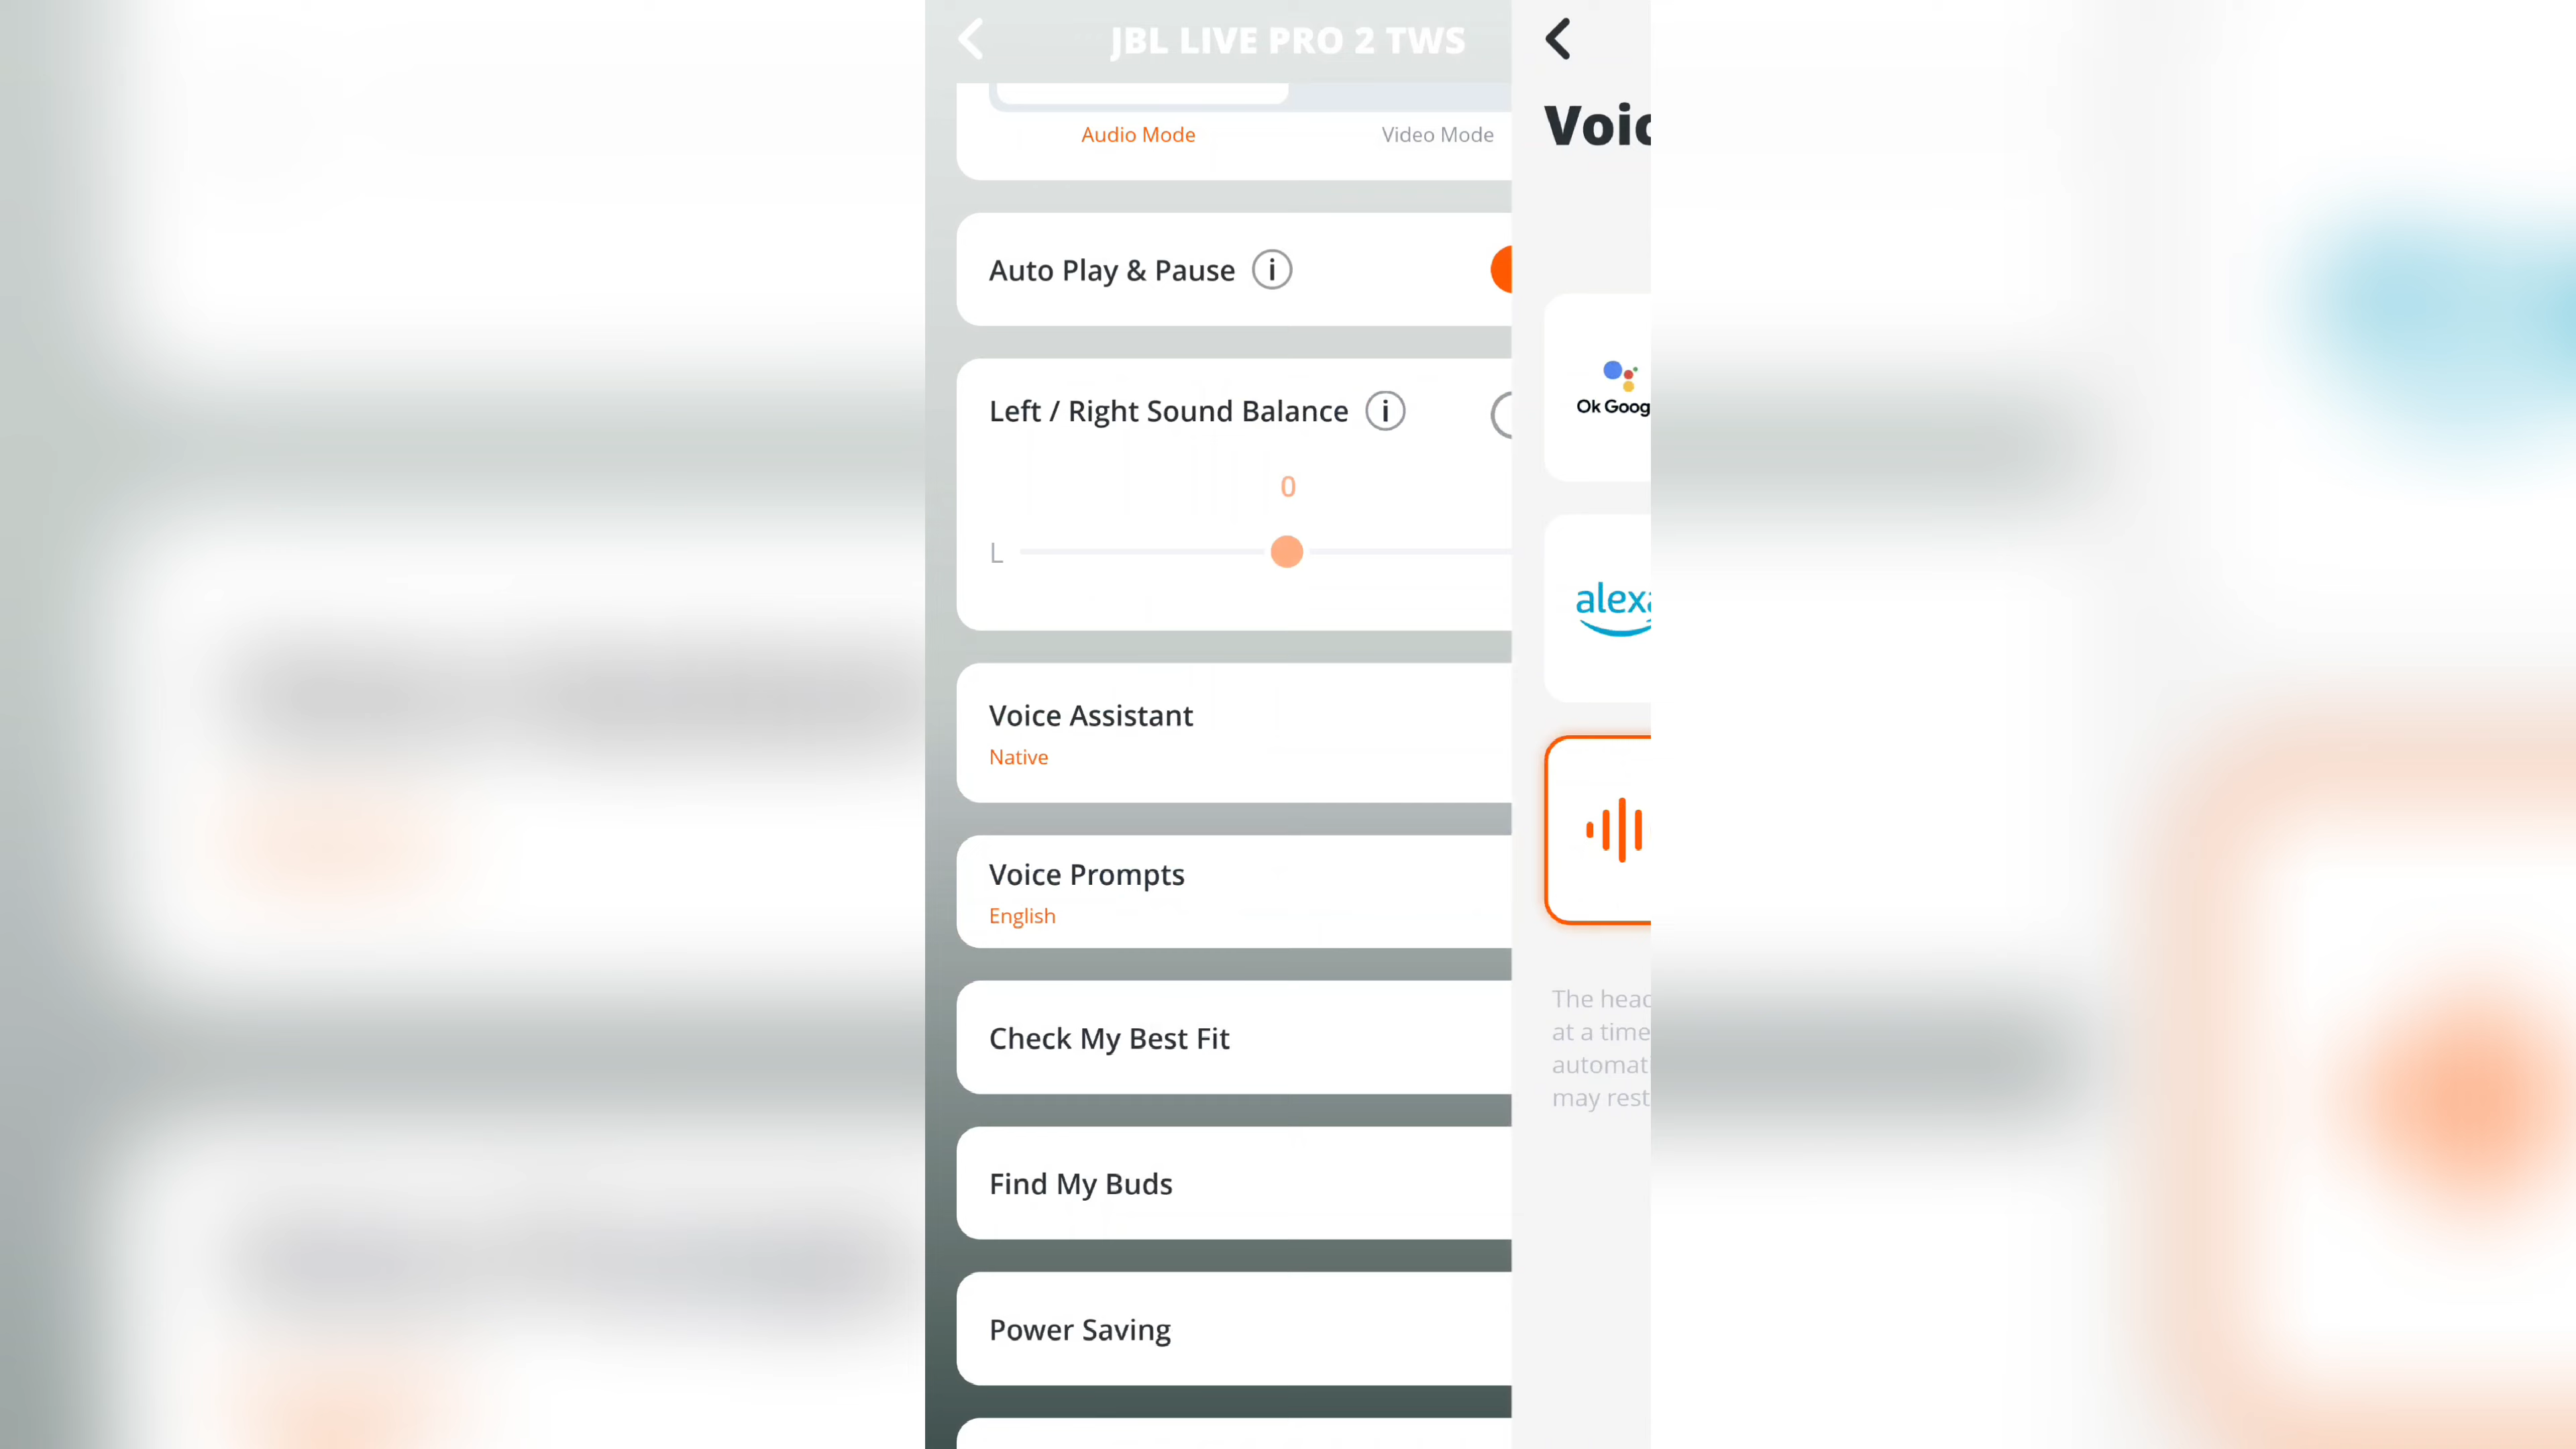 JBL LIVE PRO 2 TWS
Audio Mode
Video Mode
Auto Play & Pause
Left / Right Sound Balance
0
L
Voice Assistant
Native
Voice Prompts
English
Check My Best Fit
Find My Buds
Power Saving
Voic
Ok Goog
alexa
The head
at a time
automat
may rest